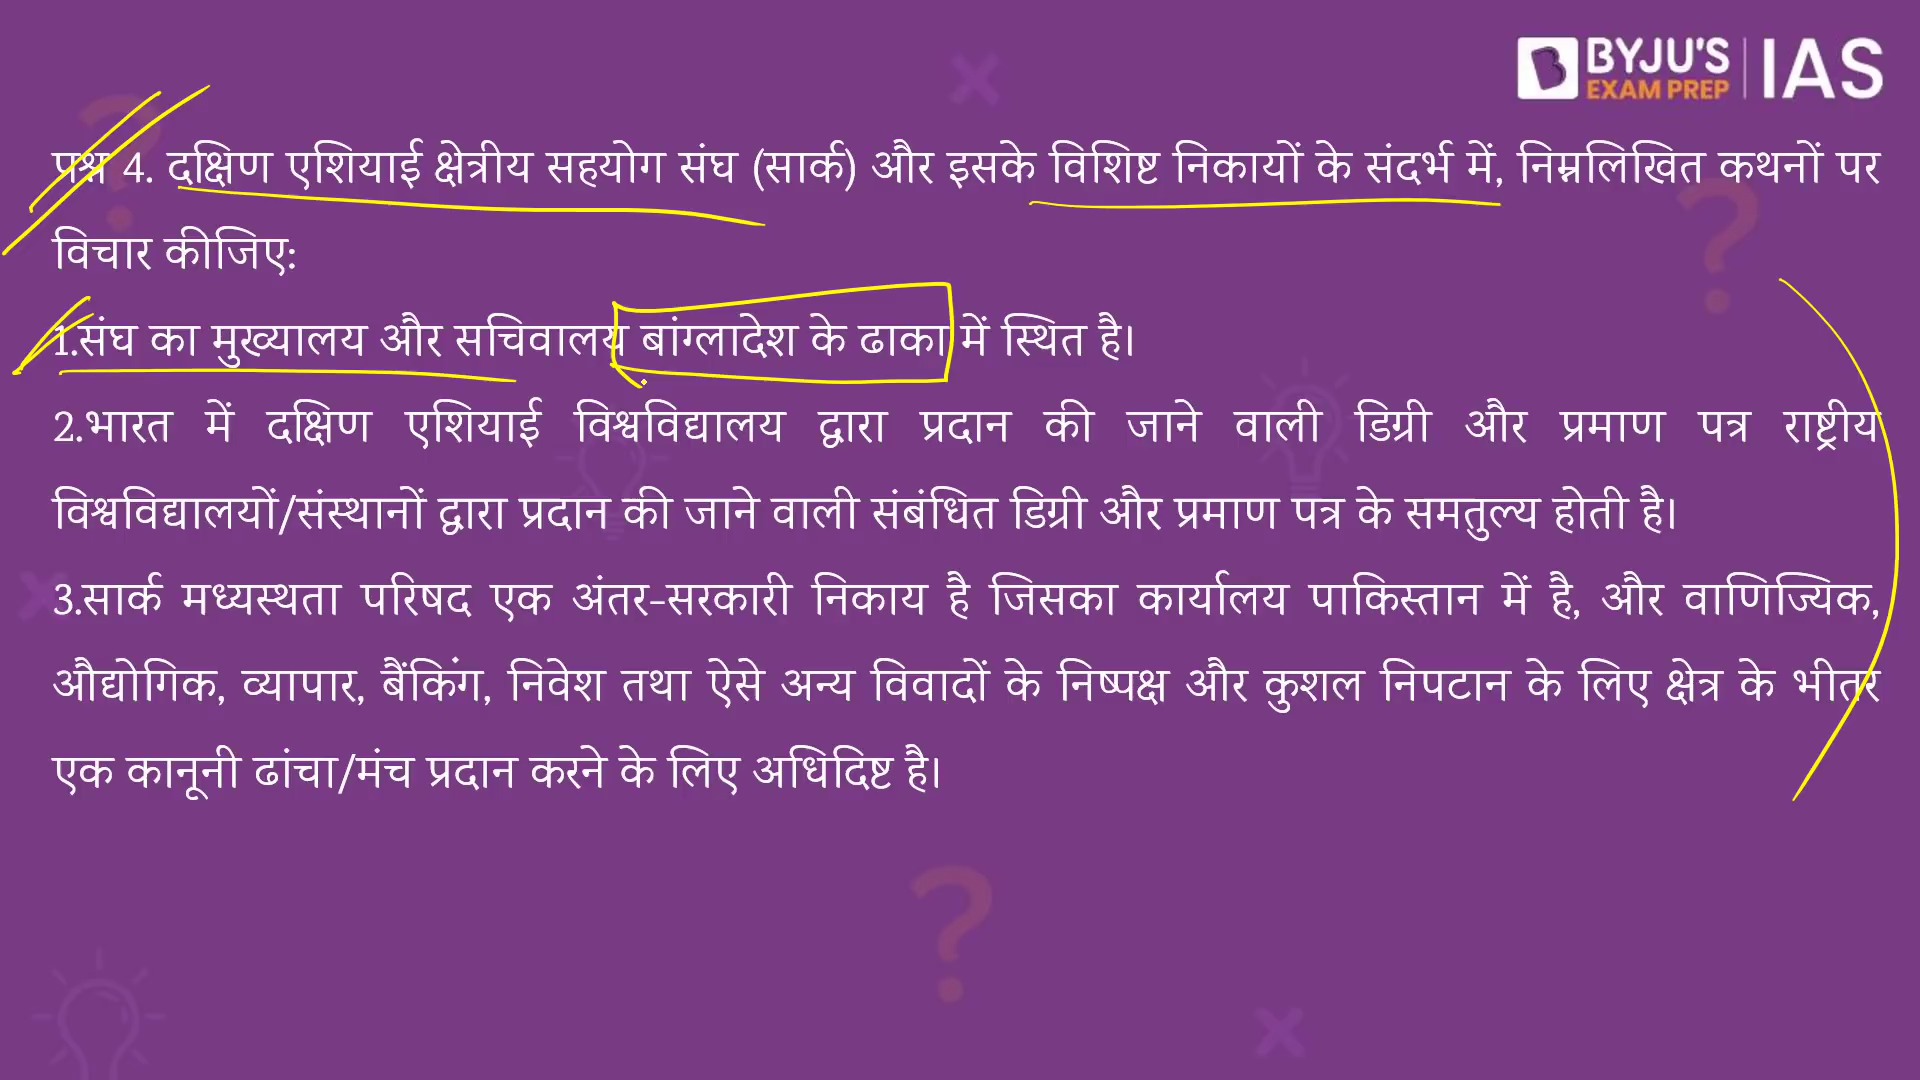 BYJU'S
EXAM PREP
IAS
पश्न 4. दक्षिण एशियाई क्षेत्रीय सहयोग संघ (सार्क) और इसके विशिष्ट निकायों के संदर्भ में, निम्नलिखित कथनों पर
विचार कीजिए:
1.संघ का मुख्यालय और सचिवालय बांग्लादेश के ढाका में स्थित है।
2.भारत में दक्षिण एशियाई विश्वविद्यालय द्वारा प्रदान की जाने वाली डिग्री और प्रमाण पत्र राष्ट्रीय
विश्वविद्यालयों/संस्थानों द्वारा प्रदान की जाने वाली संबंधित डिग्री और प्रमाण पत्र के समतुल्य होती है।
3.सार्क मध्यस्थता परिषद एक अंतर-सरकारी निकाय है जिसका कार्यालय पाकिस्तान में है, और वाणिज्यिक,
औद्योगिक, व्यापार, बैंकिंग, निवेश तथा ऐसे अन्य विवादों के निष्पक्ष और कुशल निपटान के लिए क्षेत्र के भीतर
एक कानूनी ढांचा/मंच प्रदान करने के लिए अधिदिष्ट है।